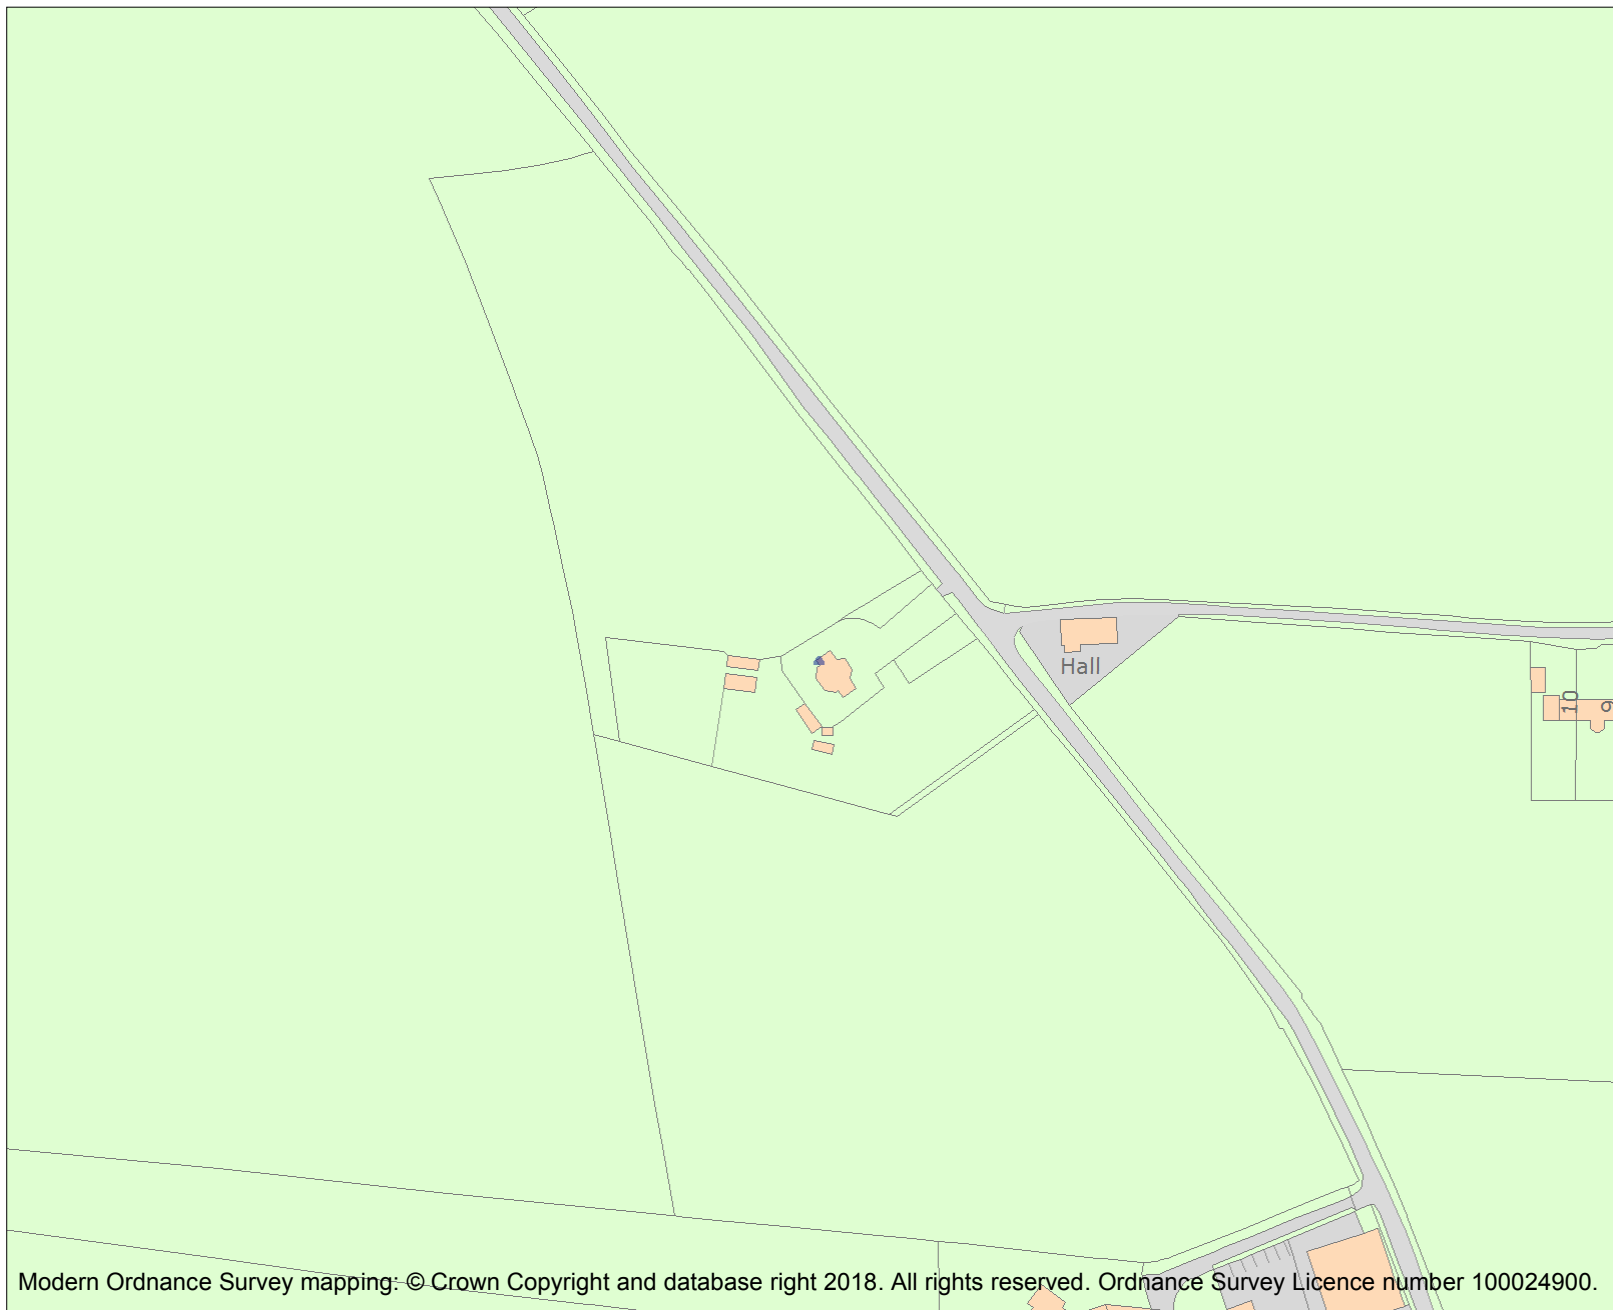 Hall
10
9
Modern Ordnance Survey mapping: © Crown Copyright and database right 2018. All rights reserved. Ordnance Survey Licence number 100024900.